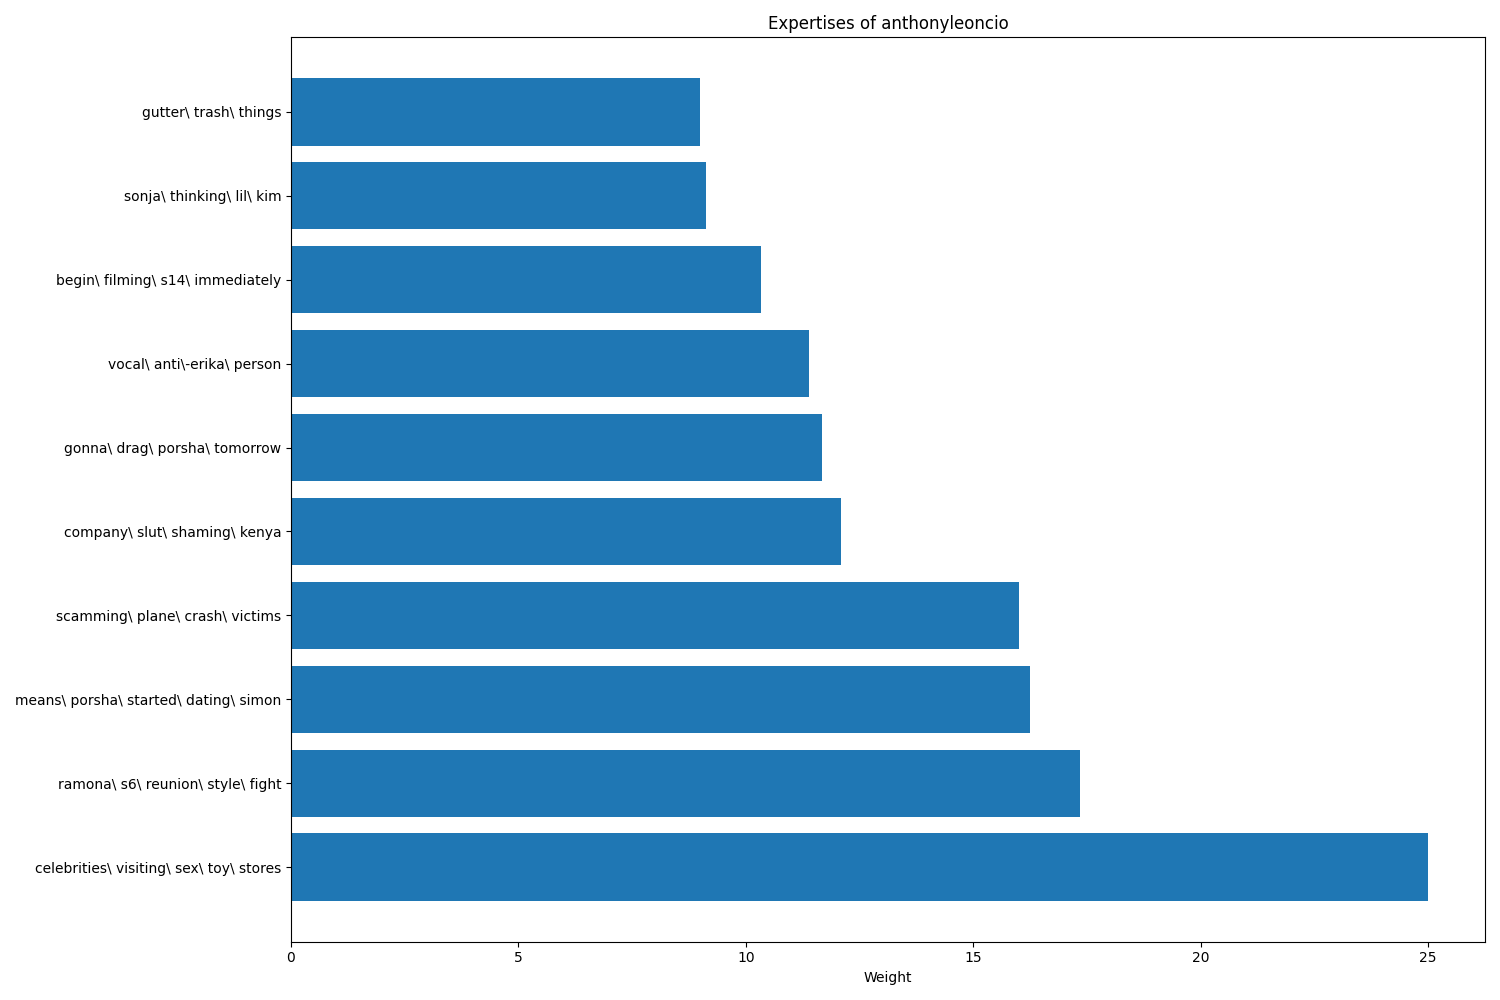 Expertises of anthonyleoncio
gutter\ trash\ things
sonja\ thinking\ lil\ kim
begin\ filming\ s14\ immediately
vocal\ anti\-erika\ person
gonna\ drag\ porsha\ tomorrow
company\ slut\ shaming\ kenya
scamming\ plane\ crash\ victims
means\ porsha\ started\ dating\ simon
ramona\ s6\ reunion\ style\ fight
celebrities\ visiting\ sex\ toy\ stores
0 5 10 15 20 25
Weight